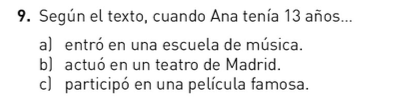 9. Según el texto, cuando Ana tenía 13 años...
a) entró en una escuela de música.
b) actuó en un teatro de Madrid.
c) participó en una película famosa.